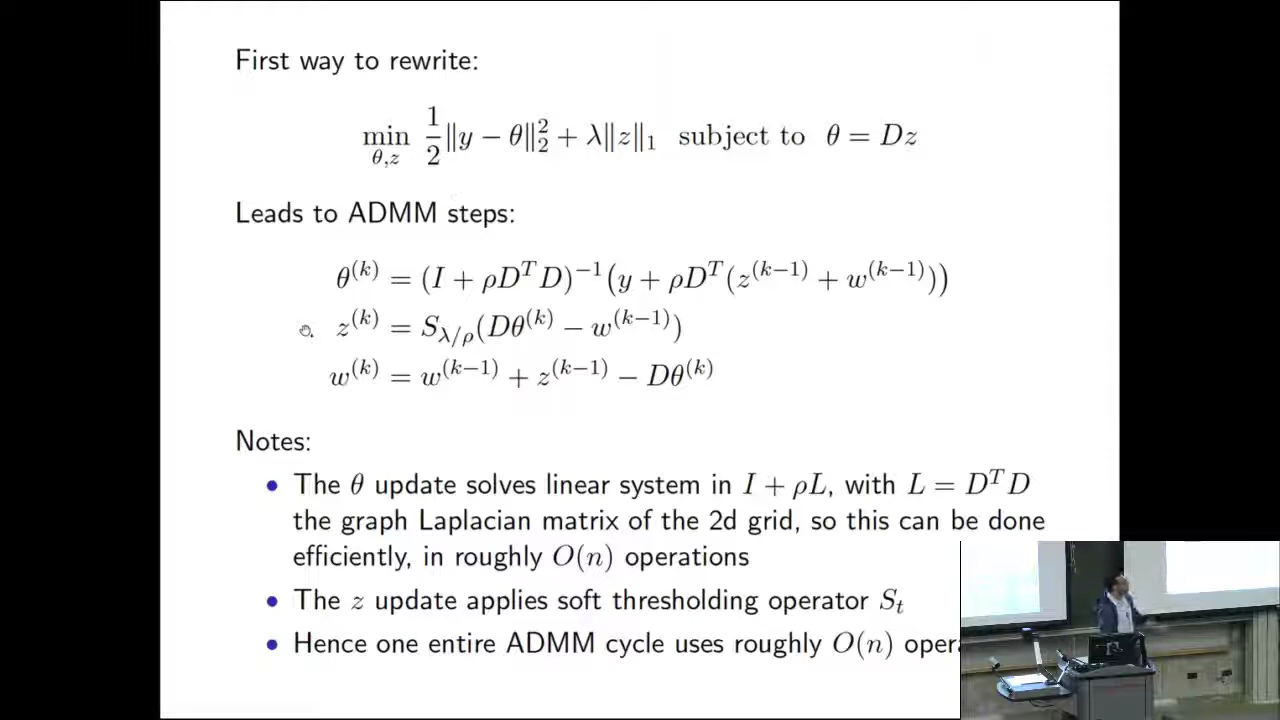 First way to rewrite:
min_{θ,z} \frac{1}{2}‖y − θ‖_2^2 + λ‖z‖_1 subject to θ = Dz
Leads to ADMM steps:
θ^{(k)} = (I + ρD^T D)^{−1}(y + ρD^T(z^{(k−1)} + w^{(k−1)}))
z^{(k)} = S_{λ/ρ}(Dθ^{(k)} − w^{(k−1)})
w^{(k)} = w^{(k−1)} + z^{(k−1)} − Dθ^{(k)}
Notes:
• The θ update solves linear system in I + ρL, with L = D^T D
the graph Laplacian matrix of the 2d grid, so this can be done
efficiently, in roughly O(n) operations
• The z update applies soft thresholding operator S_t
• Hence one entire ADMM cycle uses roughly O(n) opera